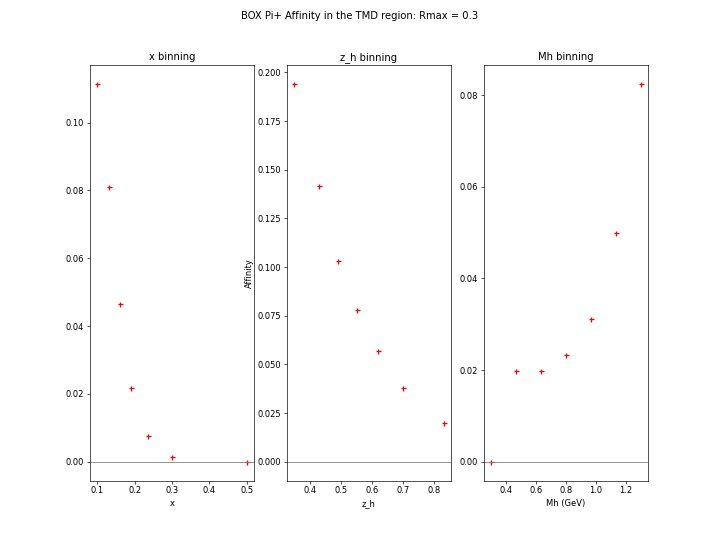 BOX Pi+ Affinity in the TMD region: Rmax = 0.3
x binning
0.10
0.08
0.06
0.04
0.02
0.00
0.1 0.2 0.3 0.4 0.5
x
z_h binning
Affinity
0.200
0.175
0.150
0.125
0.100
0.075
0.050
0.025
0.000
0.4 0.5 0.6 0.7 0.8
z_h
Mh binning
0.08
0.06
0.04
0.02
0.00
0.4 0.6 0.8 1.0 1.2
Mh (GeV)